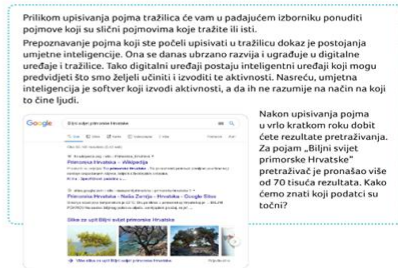 Prilikom upisivanja pojma tražilica će vam u padajućem izborniku ponuditi
pojmove koji su slični pojmovima koje tražite ili isti.
Prepoznavanje pojma koji ste počeli upisivati u tražilicu dokaz je postojanja
umjetne inteligencije. Ona se danas ubrzano razvija i ugrađuje u digitalne
uređaje i tražilice. Tako digitalni uređaji postaju inteligentni uređaji koji mogu
predvidjeti što smo željeli učiniti i izvoditi te aktivnosti. Nasreću, umjetna
inteligencija je softver koji izvodi aktivnosti, a da ih ne razumije na način na koji
to čine ljudi.
Google
Biljni svijet primorske Hrvatske
Primorska Hrvatska - Wikipedija
Primorska Hrvatska - Naša Zemlja - Google Sites
Slike za upit Biljni svijet primorske Hrvatske
Nakon upisivanja pojma
u vrlo kratkom roku dobit
ćete rezultate pretraživanja.
Za pojam „Biljni svijet
primorske Hrvatske”
pretraživač je pronašao više
od 70 tisuća rezultata. Kako
ćemo znati koji podatci su
točni?